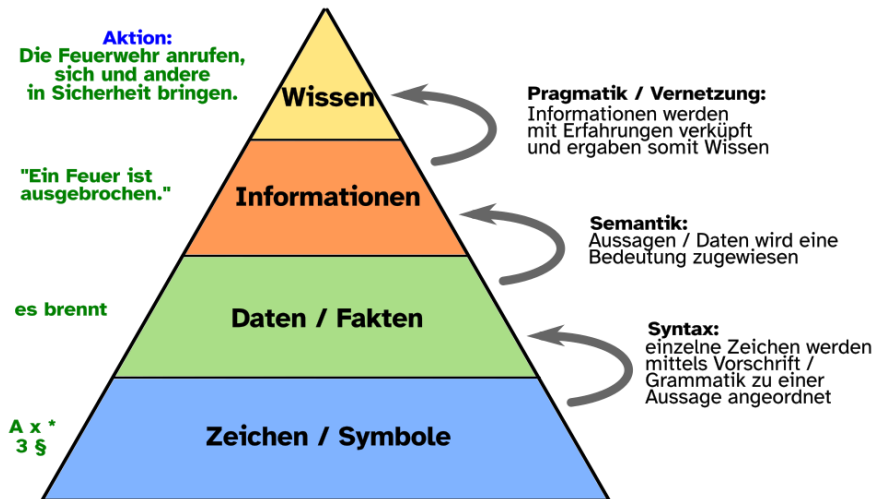 Aktion:
Die Feuerwehr anrufen,
sich und andere
in Sicherheit bringen.
Wissen
Pragmatik / Vernetzung:
Informationen werden
mit Erfahrungen verküpft
und ergaben somit Wissen
"Ein Feuer ist
ausgebrochen."
Informationen
Semantik:
Aussagen / Daten wird eine
Bedeutung zugewiesen
es brennt
Daten / Fakten
Syntax:
einzelne Zeichen werden
mittels Vorschrift /
Grammatik zu einer
Aussage angeordnet
A x *
3 §
Zeichen / Symbole